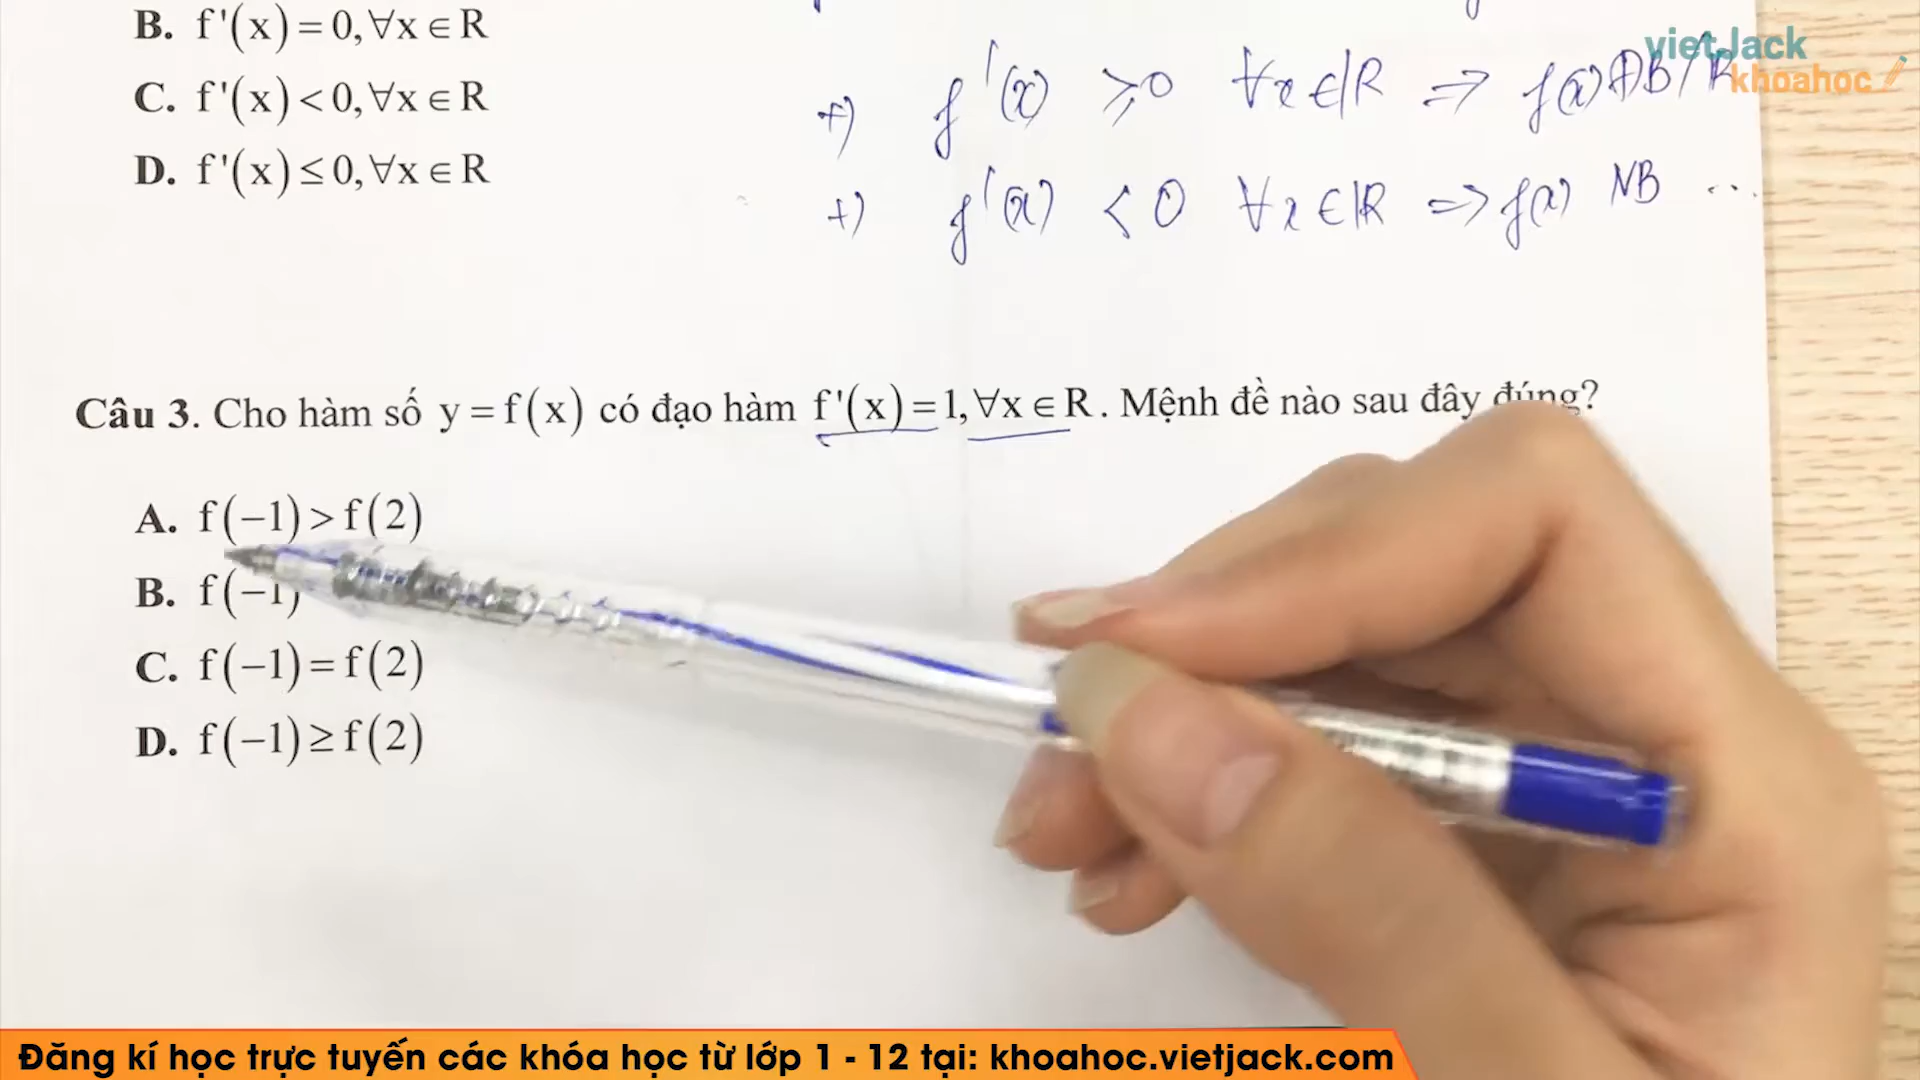 B. f'(x) = 0, ∀x ∈ R
C. f'(x) < 0, ∀x ∈ R
D. f'(x) ≤ 0, ∀x ∈ R
+) f'(x) ≥ 0 ∀x ∈ R ⇒ f(x) ĐB / R
+) f'(x) < 0 ∀x ∈ R ⇒ f(x) NB ...
vietJack
khoahoc
Câu 3. Cho hàm số y = f(x) có đạo hàm f'(x) = 1, ∀x ∈ R. Mệnh đề nào sau đây đúng?
A. f(−1) > f(2)
B. f(−1)
C. f(−1) = f(2)
D. f(−1) ≥ f(2)
Đăng kí học trực tuyến các khóa học từ lớp 1 - 12 tại: khoahoc.vietjack.com